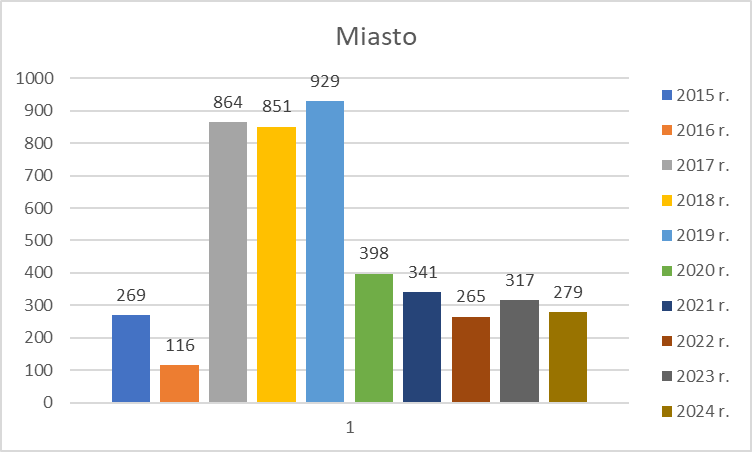 Miasto
1000
900
800
700
600
500
400
300
200
100
0
269
116
864
851
929
398
341
265
317
279
1
2015 r.
2016 r.
2017 r.
2018 r.
2019 r.
2020 r.
2021 r.
2022 r.
2023 r.
2024 r.